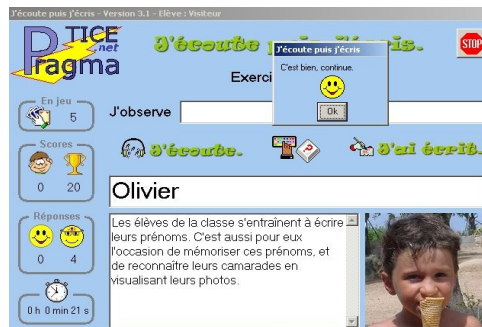 J'écoute puis j'écris - Version 3.1 - Elève : Visiteur
PragmaTICE
net
J'écoute puis j'écris.
STOP
J'écoute puis j'écris
C'est bien, continue.
Ok
Exerci
En jeu
5
J'observe
Scores
0 20
J'écoute.
J'ai écrit.
Olivier
Réponses
0 4
Les élèves de la classe s'entraînent à écrire
leurs prénoms. C'est aussi pour eux
l'occasion de mémoriser ces prénoms, et
de reconnaître leurs camarades en
visualisant leurs photos.
0 h 0 min 21 s